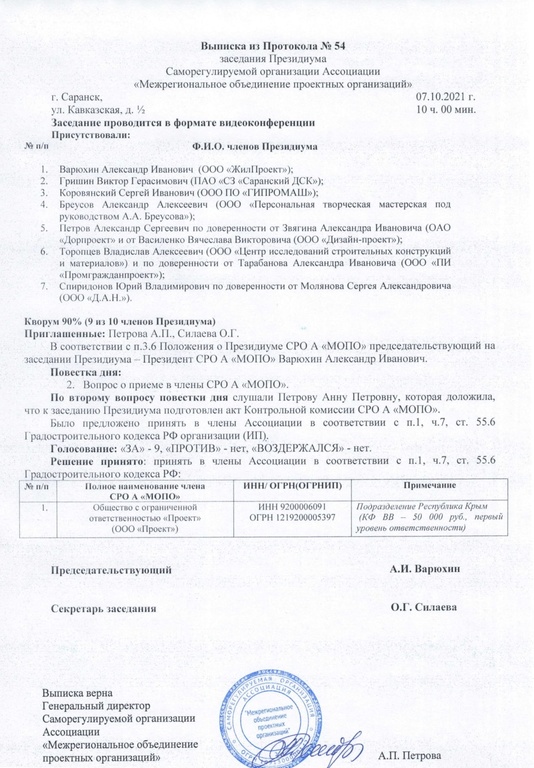 Выписка из Протокола № 54
заседания Президиума
Саморегулируемой организации Ассоциации
«Межрегиональное объединение проектных организаций»
г. Саранск, 07.10.2021 г.
ул. Кавказская, д. ½ 10 ч. 00 мин.
Заседание проводится в формате видеоконференции
Присутствовали:
№ п/п Ф.И.О. членов Президиума
1. Варюхин Александр Иванович (ООО «ЖилПроект»);
2. Гришин Виктор Герасимович (ПАО «СЗ «Саранский ДСК»);
3. Коровянский Сергей Иванович (ООО ПО «ГИПРОМАШ»);
4. Бреусов Александр Алексеевич (ООО «Персональная творческая мастерская под
руководством А.А. Бреусова»);
5. Петров Александр Сергеевич по доверенности от Звягина Александра Ивановича (ОАО
«Дорпроект» и от Василенко Вячеслава Викторовича (ООО «Дизайн-проект»);
6. Торопцев Владислав Алексеевич (ООО «Центр исследований строительных конструкций
и материалов») и по доверенности от Тарабанова Александра Ивановича (ООО «ПИ
«Промгражданпроект»);
7. Спиридонов Юрий Владимирович по доверенности от Молянова Сергея Александровича
(ООО «Д.А.Н.»).
Кворум 90% (9 из 10 членов Президиума)
Приглашенные: Петрова А.П., Силаева О.Г.
В соответствии с п.3.6 Положения о Президиуме СРО А «МОПО» председательствующий на
заседании Президиума – Президент СРО А «МОПО» Варюхин Александр Иванович.
Повестка дня:
2. Вопрос о приеме в члены СРО А «МОПО».
По второму вопросу повестки дня слушали Петрову Анну Петровну, которая доложила,
что к заседанию Президиума подготовлен акт Контрольной комиссии СРО А «МОПО».
Было предложено принять в члены Ассоциации в соответствии с п.1, ч.7, ст. 55.6
Градостроительного кодекса РФ организации (ИП).
Голосование: «ЗА» - 9, «ПРОТИВ» - нет, «ВОЗДЕРЖАЛСЯ» - нет.
Решение принято: принять в члены Ассоциации в соответствии с п.1, ч.7, ст. 55.6
Градостроительного кодекса РФ:
№ п/п Полное наименование члена ИНН/ ОГРН(ОГРНИП) Примечание
СРО А «МОПО»
1. Общество с ограниченной ИНН 9200006091 Подразделение Республика Крым
ответственностью «Проект» ОГРН 1219200005397 (КФ ВВ – 50 000 руб., первый
(ООО «Проект») уровень ответственности)
Председательствующий А.И. Варюхин
Секретарь заседания О.Г. Силаева
Выписка верна
Генеральный директор
Саморегулируемой организации
Ассоциации
«Межрегиональное объединение
проектных организаций» А.П. Петрова
САМОРЕГУЛИРУЕМАЯ ОРГАНИЗАЦИЯ
АССОЦИАЦИЯ
"Межрегиональное
объединение
проектных
организаций"